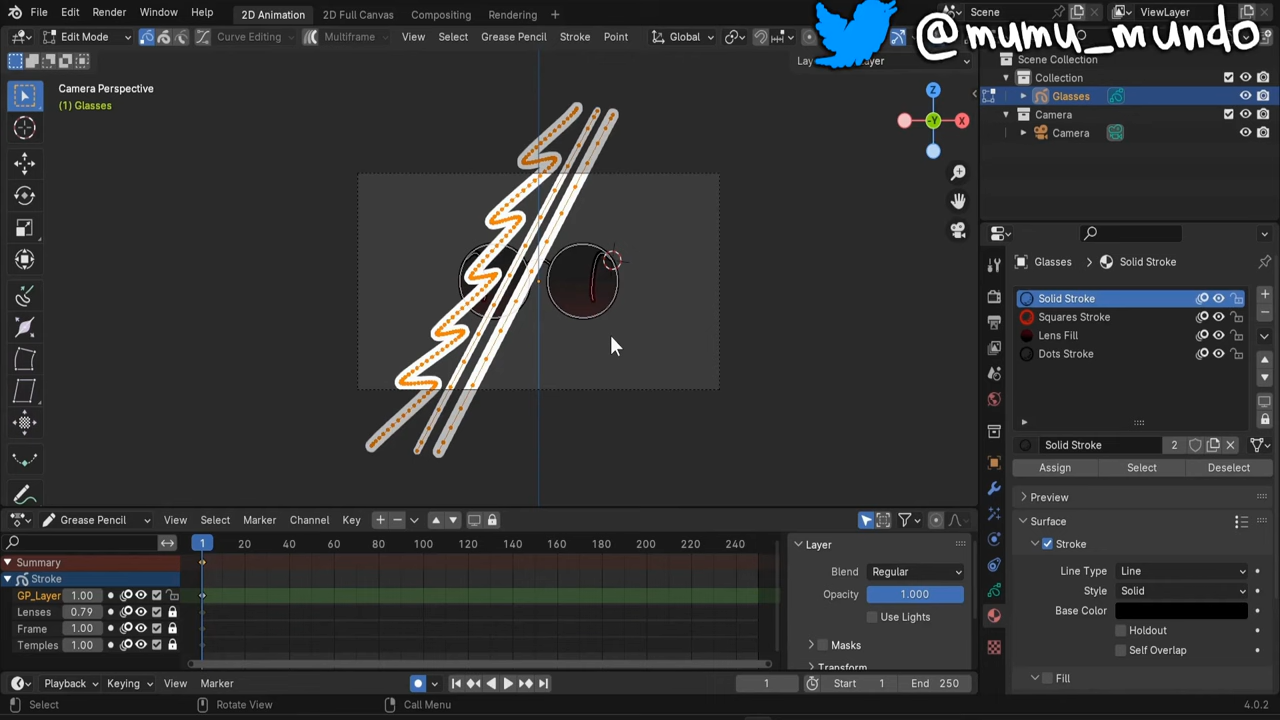 File Edit Render Window Help 2D Animation 2D Full Canvas Compositing Rendering + Scene ViewLayer
@mumu_mundo
Edit Mode Curve Editing Multiframe View Select Grease Pencil Stroke Point Global
Scene Collection
Collection
Glasses
Camera
Camera
Camera Perspective
(1) Glasses
Z
-Y
X
Glasses Solid Stroke
Solid Stroke
Squares Stroke
Lens Fill
Dots Stroke
Solid Stroke 2
Assign Select Deselect
Preview
Surface
Stroke
Line Type Line
Style Solid
Base Color
Holdout
Self Overlap
Fill
Grease Pencil View Select Marker Channel Key
1 20 40 60 80 100 120 140 160 180 200 220 240
Summary
Stroke
GP_Layer 1.00
Lenses 0.79
Frame 1.00
Temples 1.00
Layer
Blend Regular
Opacity 1.000
Use Lights
Masks
Transform
Playback Keying View Marker 1 Start 1 End 250
Select Rotate View Call Menu 4.0.2